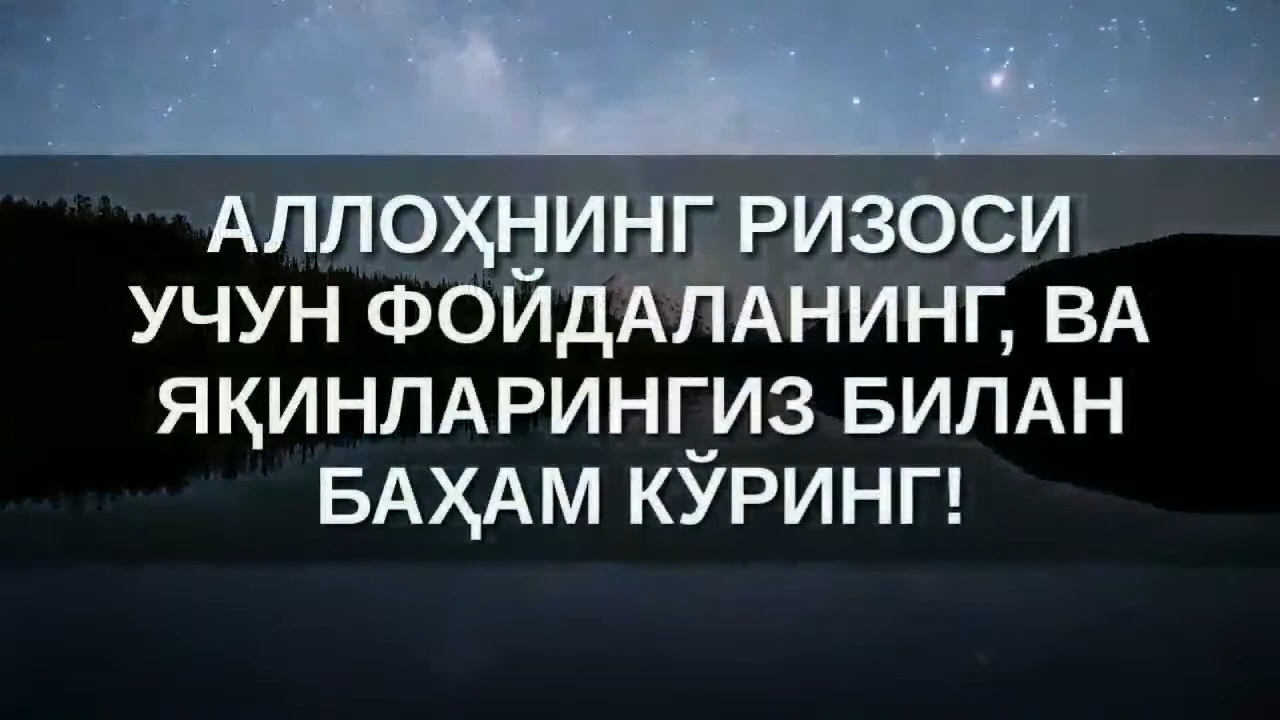 АЛЛОҲНИНГ РИЗОСИ
УЧУН ФОЙДАЛАНИНГ, ВА
ЯҚИНЛАРИНГИЗ БИЛАН
БАҲАМ КЎРИНГ!